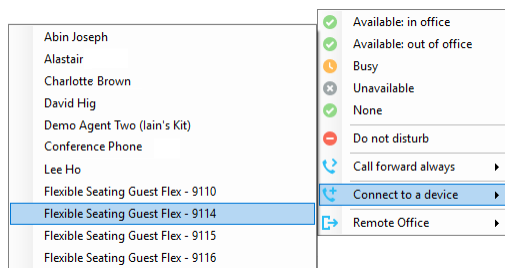 Abin Joseph
Alastair
Charlotte Brown
David Hig
Demo Agent Two (Iain's Kit)
Conference Phone
Lee Ho
Flexible Seating Guest Flex - 9110
Flexible Seating Guest Flex - 9114
Flexible Seating Guest Flex - 9115
Flexible Seating Guest Flex - 9116
Available: in office
Available: out of office
Busy
Unavailable
None
Do not disturb
Call forward always
Connect to a device
Remote Office